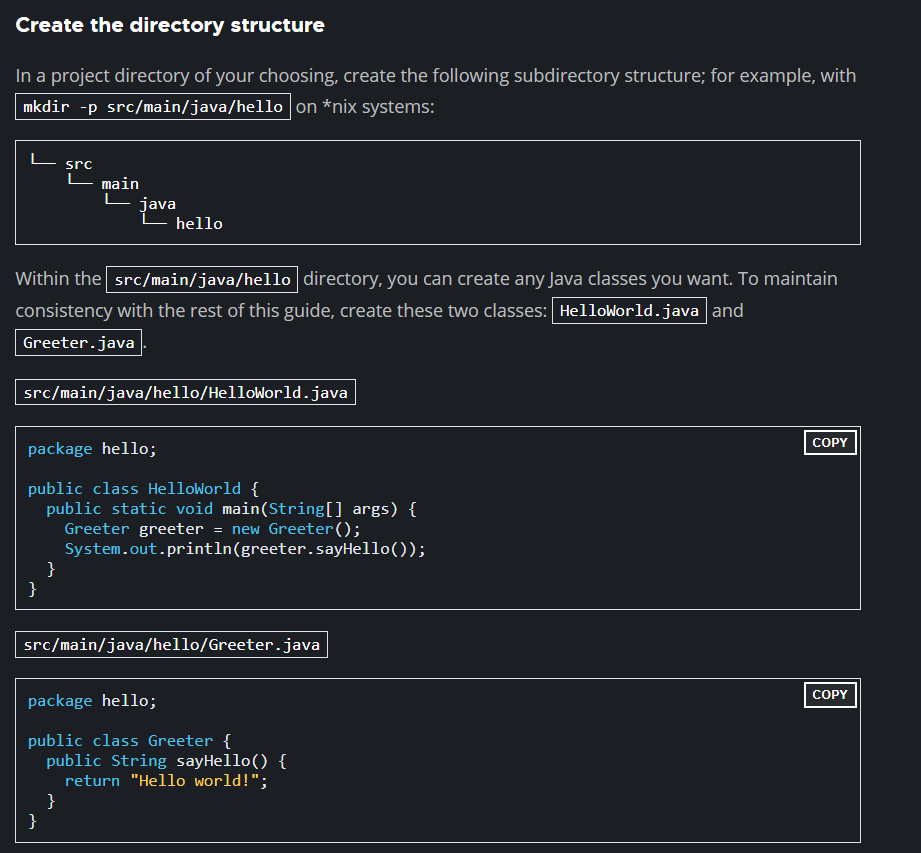 Create the directory structure
In a project directory of your choosing, create the following subdirectory structure; for example, with
mkdir -p src/main/java/hello on *nix systems:
└── src
    └── main
        └── java
            └── hello
Within the src/main/java/hello directory, you can create any Java classes you want. To maintain
consistency with the rest of this guide, create these two classes: HelloWorld.java and
Greeter.java.
src/main/java/hello/HelloWorld.java
COPY
package hello;

public class HelloWorld {
  public static void main(String[] args) {
    Greeter greeter = new Greeter();
    System.out.println(greeter.sayHello());
  }
}
src/main/java/hello/Greeter.java
COPY
package hello;

public class Greeter {
  public String sayHello() {
    return "Hello world!";
  }
}